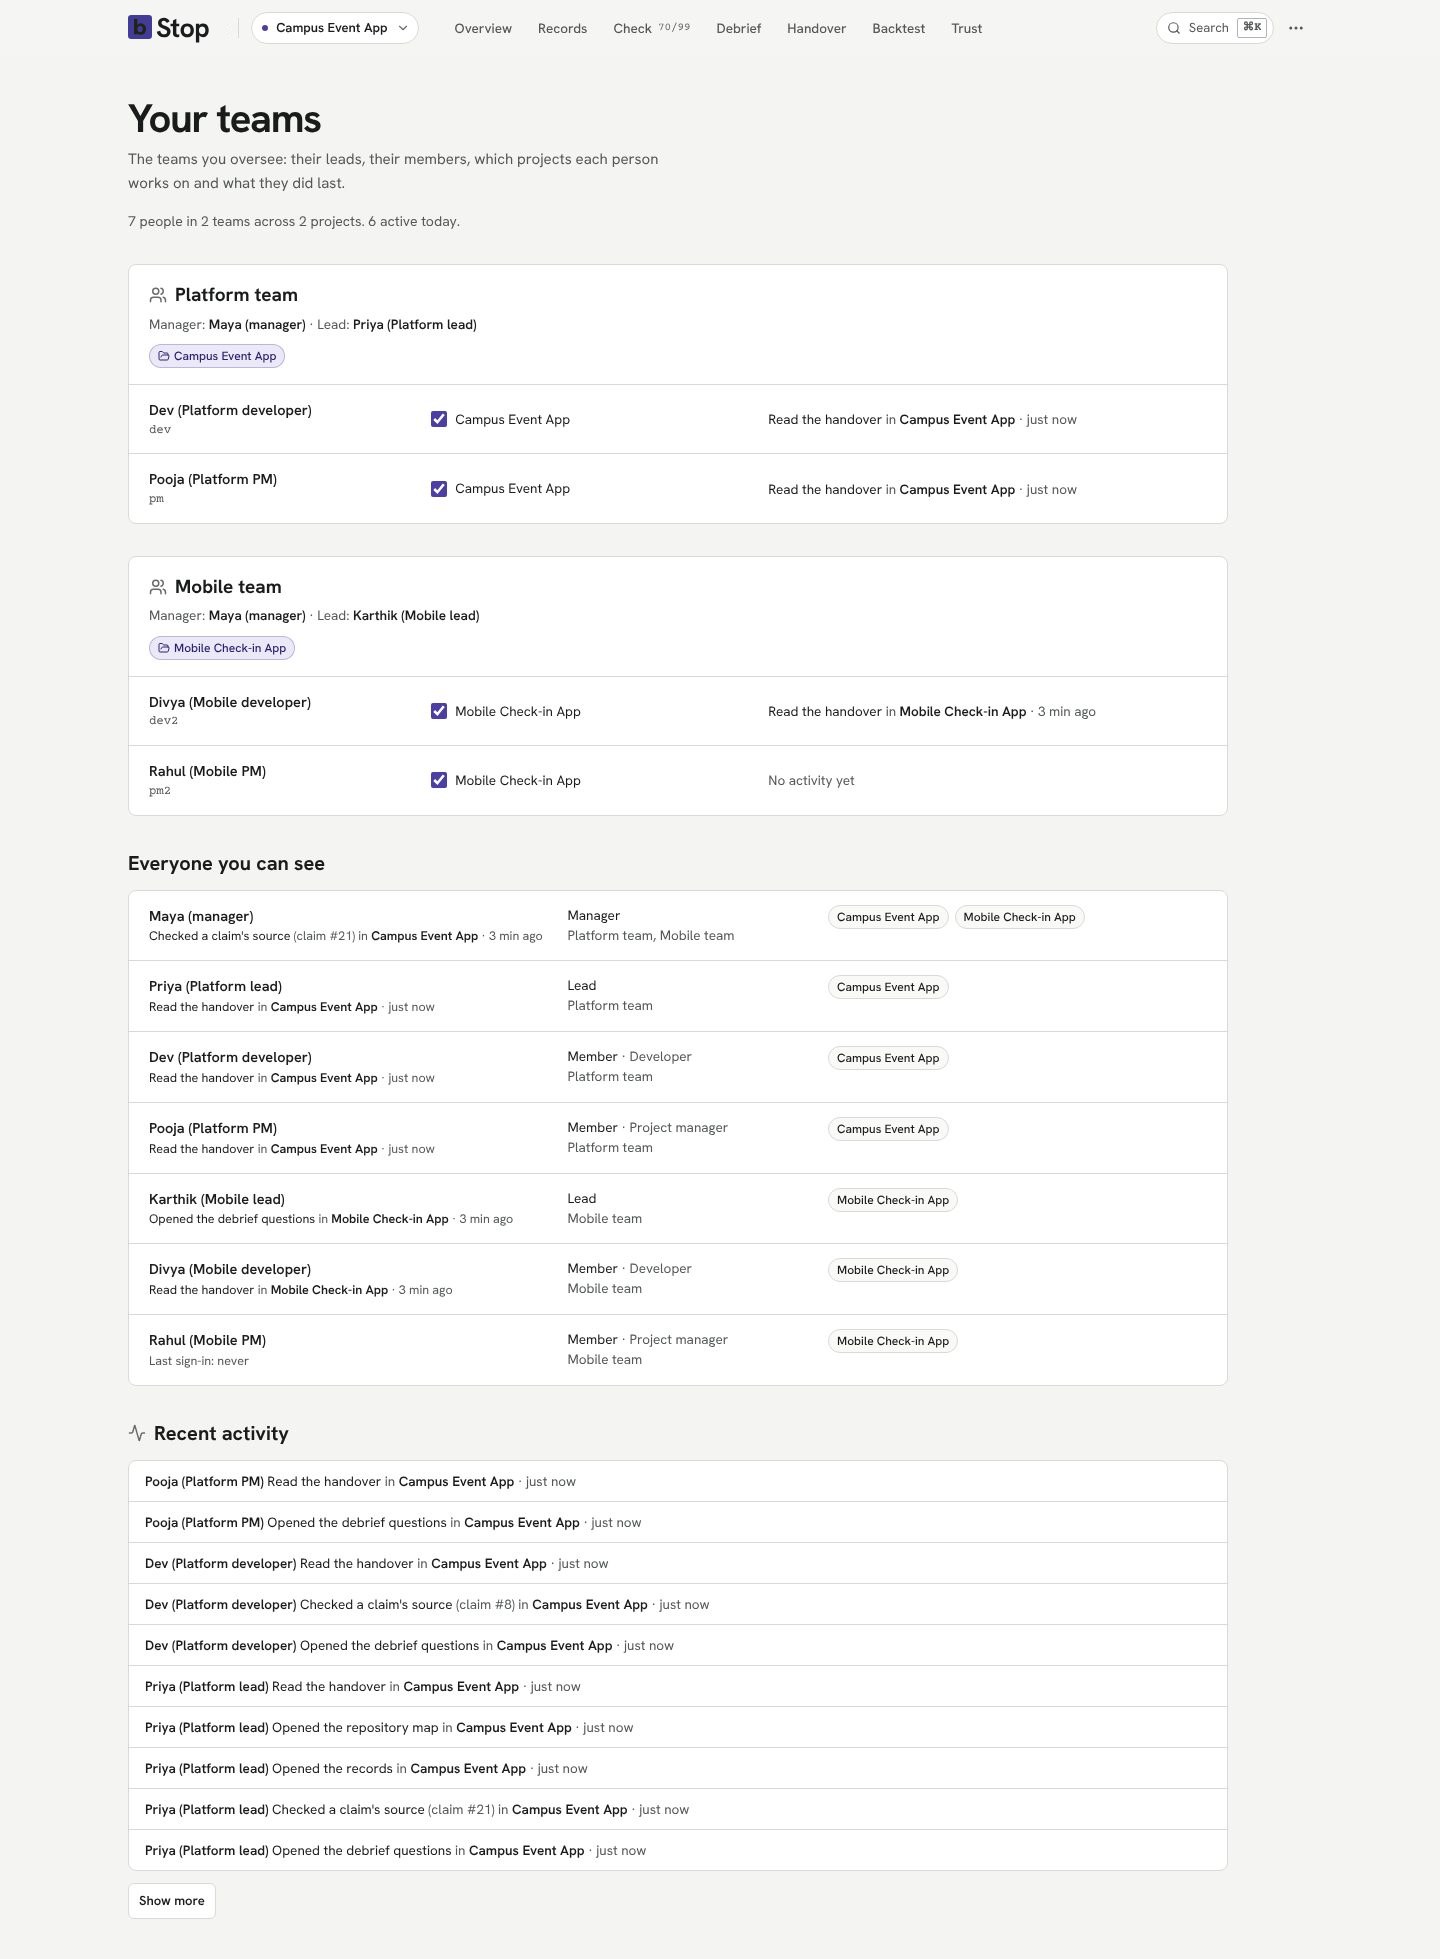 b Stop
Campus Event App
Overview Records Check 70/99 Debrief Handover Backtest Trust
Search ⌘K
Your teams
The teams you oversee: their leads, their members, which projects each person
works on and what they did last.
7 people in 2 teams across 2 projects. 6 active today.
Platform team
Manager: Maya (manager) · Lead: Priya (Platform lead)
Campus Event App
Dev (Platform developer)
dev
Campus Event App
Read the handover in Campus Event App · just now
Pooja (Platform PM)
pm
Campus Event App
Read the handover in Campus Event App · just now
Mobile team
Manager: Maya (manager) · Lead: Karthik (Mobile lead)
Mobile Check-in App
Divya (Mobile developer)
dev2
Mobile Check-in App
Read the handover in Mobile Check-in App · 3 min ago
Rahul (Mobile PM)
pm2
Mobile Check-in App
No activity yet
Everyone you can see
Maya (manager)
Checked a claim's source (claim #21) in Campus Event App · 3 min ago
Manager
Platform team, Mobile team
Campus Event App Mobile Check-in App
Priya (Platform lead)
Read the handover in Campus Event App · just now
Lead
Platform team
Campus Event App
Dev (Platform developer)
Read the handover in Campus Event App · just now
Member · Developer
Platform team
Campus Event App
Pooja (Platform PM)
Read the handover in Campus Event App · just now
Member · Project manager
Platform team
Campus Event App
Karthik (Mobile lead)
Opened the debrief questions in Mobile Check-in App · 3 min ago
Lead
Mobile team
Mobile Check-in App
Divya (Mobile developer)
Read the handover in Mobile Check-in App · 3 min ago
Member · Developer
Mobile team
Mobile Check-in App
Rahul (Mobile PM)
Last sign-in: never
Member · Project manager
Mobile team
Mobile Check-in App
Recent activity
Pooja (Platform PM) Read the handover in Campus Event App · just now
Pooja (Platform PM) Opened the debrief questions in Campus Event App · just now
Dev (Platform developer) Read the handover in Campus Event App · just now
Dev (Platform developer) Checked a claim's source (claim #8) in Campus Event App · just now
Dev (Platform developer) Opened the debrief questions in Campus Event App · just now
Priya (Platform lead) Read the handover in Campus Event App · just now
Priya (Platform lead) Opened the repository map in Campus Event App · just now
Priya (Platform lead) Opened the records in Campus Event App · just now
Priya (Platform lead) Checked a claim's source (claim #21) in Campus Event App · just now
Priya (Platform lead) Opened the debrief questions in Campus Event App · just now
Show more